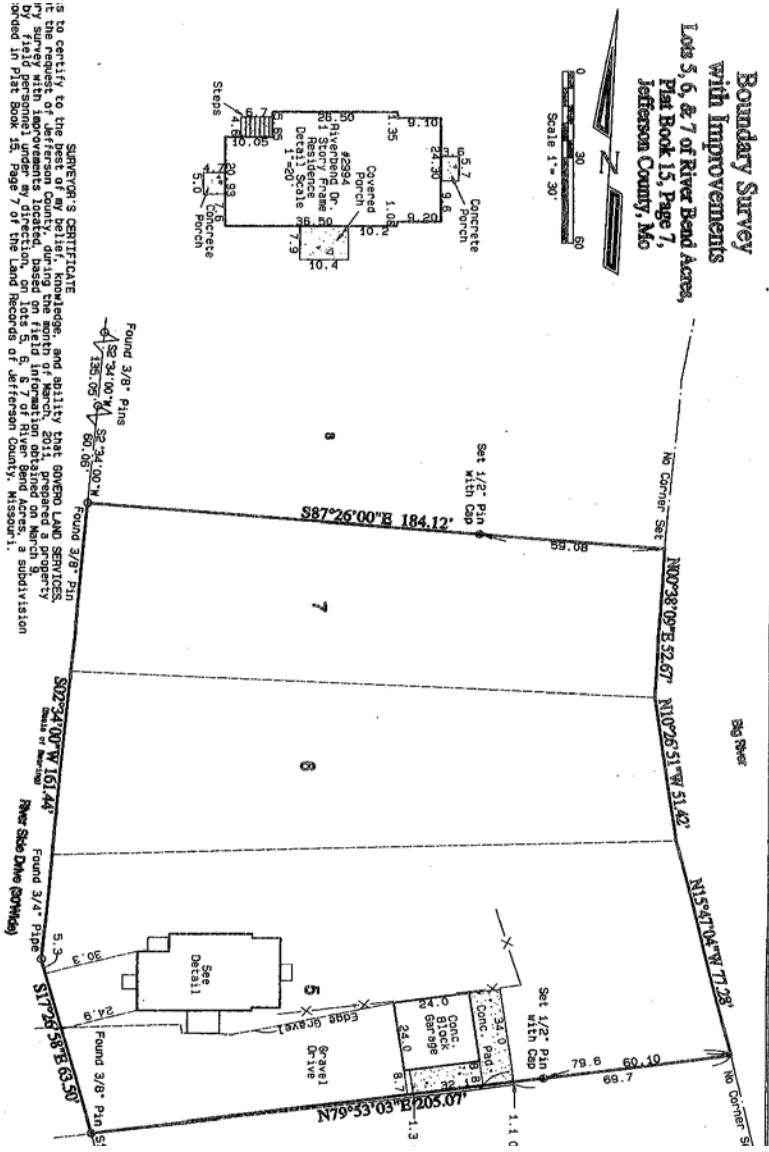 Boundary Survey
with Improvements
Lots 5, 6, & 7 of River Bend Acres,
Plat Book 15, Page 7,
Jefferson County, Mo
N
0 30 60
Scale 1"= 30'
#2994
RiverBend Dr.
1 Story Frame
Residence
Detail Scale
1"=20'
Covered
Porch
Concrete
Porch
Concrete
Porch
Steps
9.10
1.35
26.50
6.7
4.6
10.05
24.30
5.7
9.6
9.20
1.08
10.2
36.50
7.9
10.4
7.6
20.93
4.7
5.0
SURVEYOR'S CERTIFICATE
s to certify to the best of my belief, knowledge, and ability that GOVERO LAND SERVICES,
t the request of Jefferson County, during the month of March, 2011, prepared a property
ry survey with improvements located, based on field information obtained on March 9,
by field personnel under my direction, on lots 5, 6, & 7 of River Bend Acres, a subdivision
orded in Plat Book 15, Page 7 of the Land Records of Jefferson County, Missouri.
Found 3/8" Pins
S2°34'00"W
135.05'
S2°34'00"W
60.06'
Found 3/8" Pin
8
Set 1/2" Pin
with Cap
No Corner Set
S87°26'00"E 184.12'
59.08
N00°38'09"E 52.67'
7
Big River
N10°26'51"W 51.42'
6
S02°34'00"W 161.44'
(Basis of Bearing)
River Side Drive (30'Wide)
Found 3/4" Pipe
N15°47'04"W 77.28'
5.3
30.3
24.9
S17°26'58"E 63.50'
Found 3/8" Pin
See
Detail
5
Edge Gravel
Gravel
Drive
24.0
24.0
Conc.
Block
Garage
Conc. Pad
34.0
8.7
8.8
32.1
Set 1/2" Pin
with Cap
79.6
60.10
69.7
No Corner Se
N79°53'03"E 205.07'
1.3
1.1